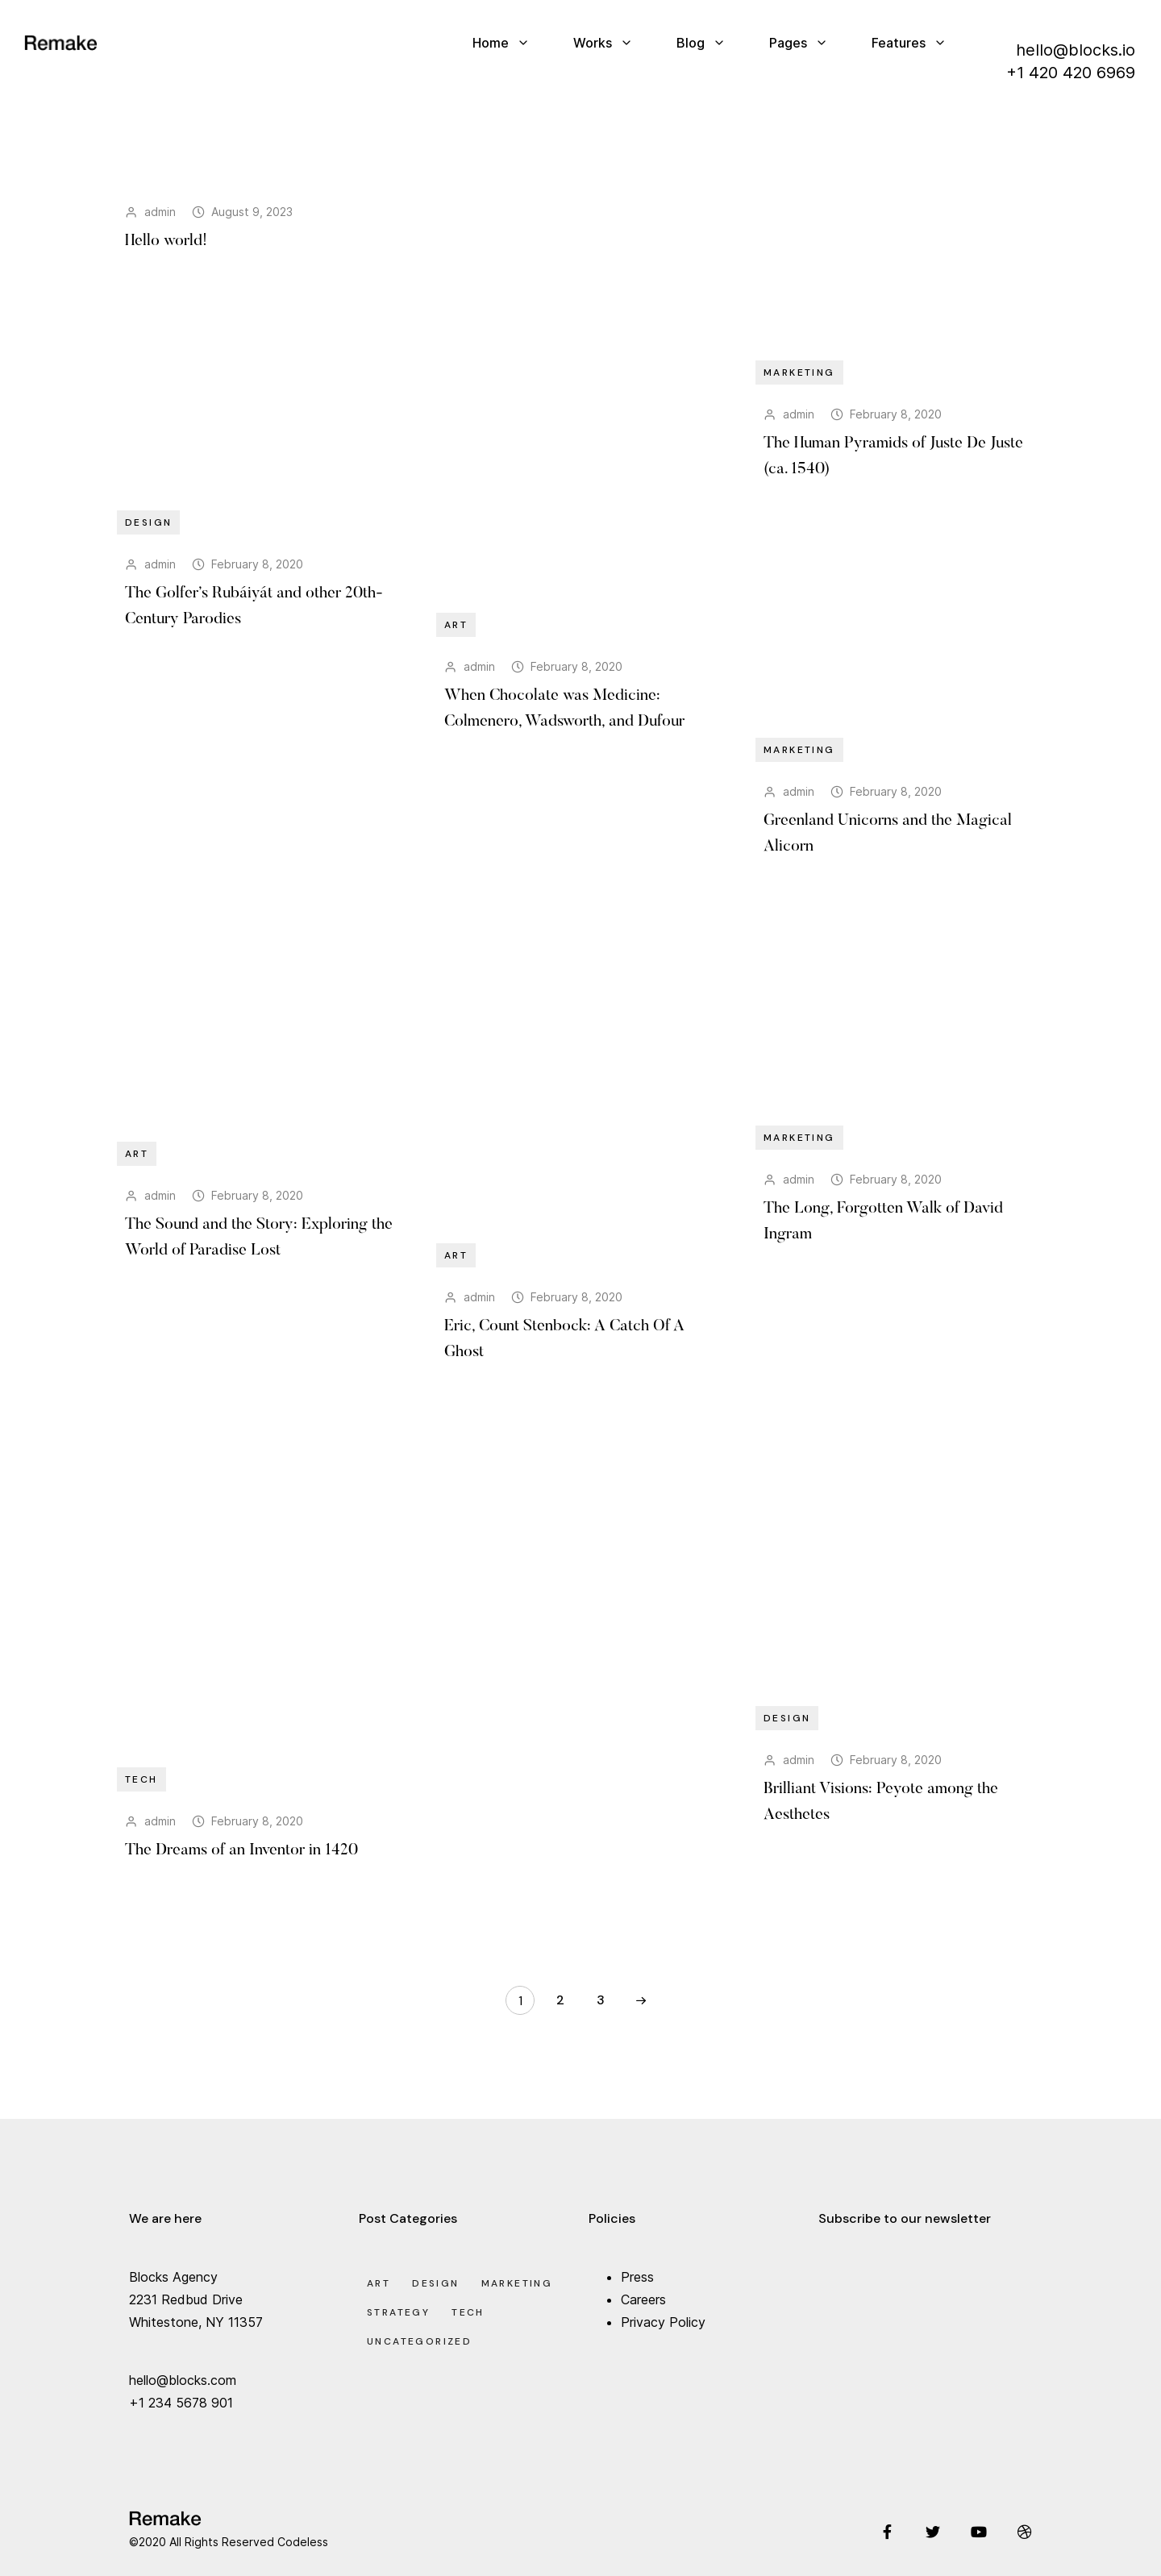 Remake
Home
Works
Blog
Pages
Features
hello@blocks.io
+1 420 420 6969
admin August 9, 2023
Hello world!
MARKETING
admin February 8, 2020
The Human Pyramids of Juste De Juste
(ca. 1540)
DESIGN
admin February 8, 2020
The Golfer’s Rubáiyát and other 20th-
Century Parodies
ART
admin February 8, 2020
When Chocolate was Medicine:
Colmenero, Wadsworth, and Dufour
MARKETING
admin February 8, 2020
Greenland Unicorns and the Magical
Alicorn
MARKETING
admin February 8, 2020
The Long, Forgotten Walk of David
Ingram
ART
admin February 8, 2020
The Sound and the Story: Exploring the
World of Paradise Lost
ART
admin February 8, 2020
Eric, Count Stenbock: A Catch Of A
Ghost
DESIGN
admin February 8, 2020
Brilliant Visions: Peyote among the
Aesthetes
TECH
admin February 8, 2020
The Dreams of an Inventor in 1420
1 2 3
We are here
Blocks Agency
2231 Redbud Drive
Whitestone, NY 11357
hello@blocks.com
+1 234 5678 901
Post Categories
ART DESIGN MARKETING
STRATEGY TECH
UNCATEGORIZED
Policies
Press
Careers
Privacy Policy
Subscribe to our newsletter
Remake
©2020 All Rights Reserved Codeless